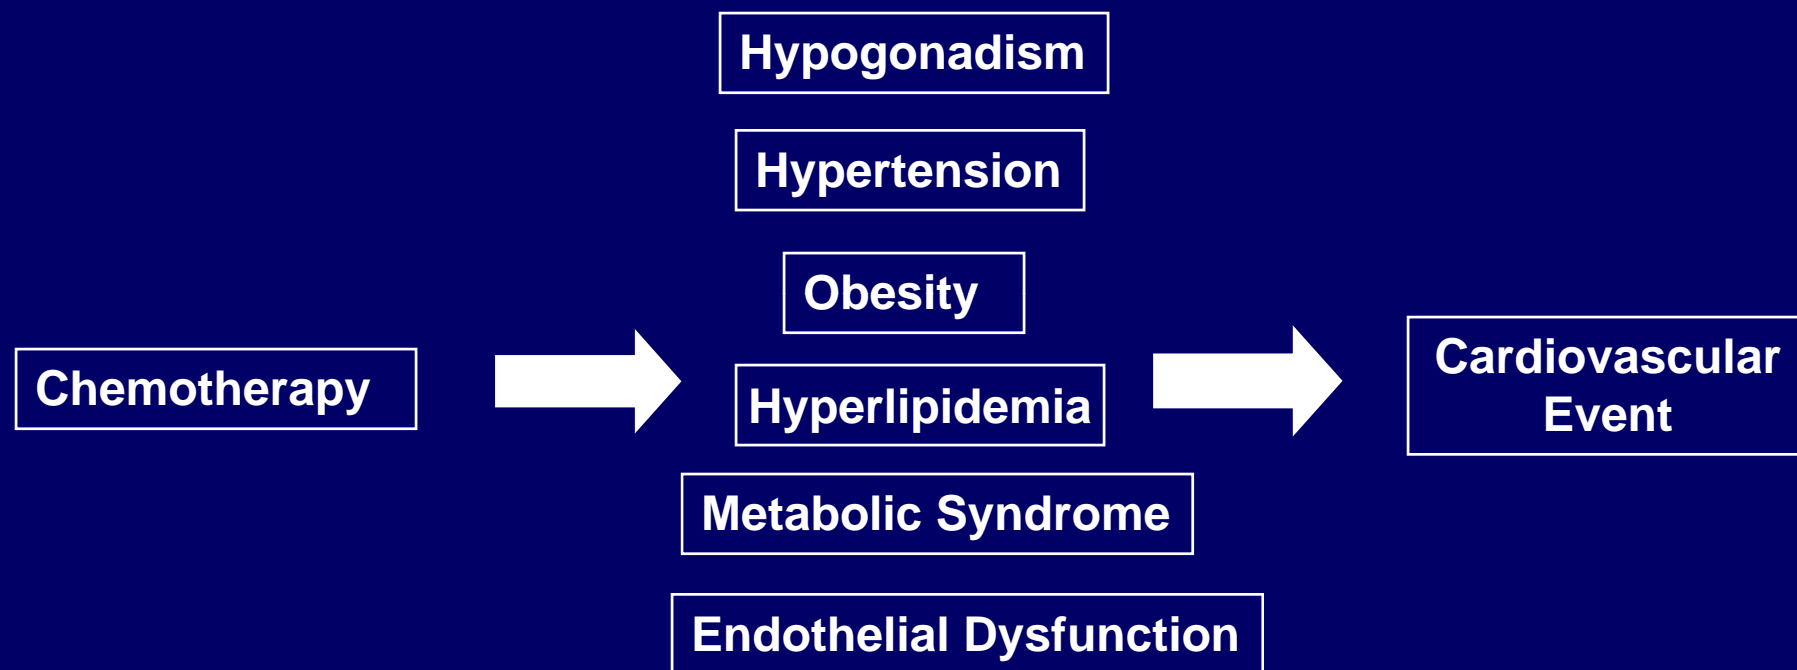 Hypogonadism
Hypertension
Obesity
Chemotherapy
Hyperlipidemia
Cardiovascular
Event
Metabolic Syndrome
Endothelial Dysfunction